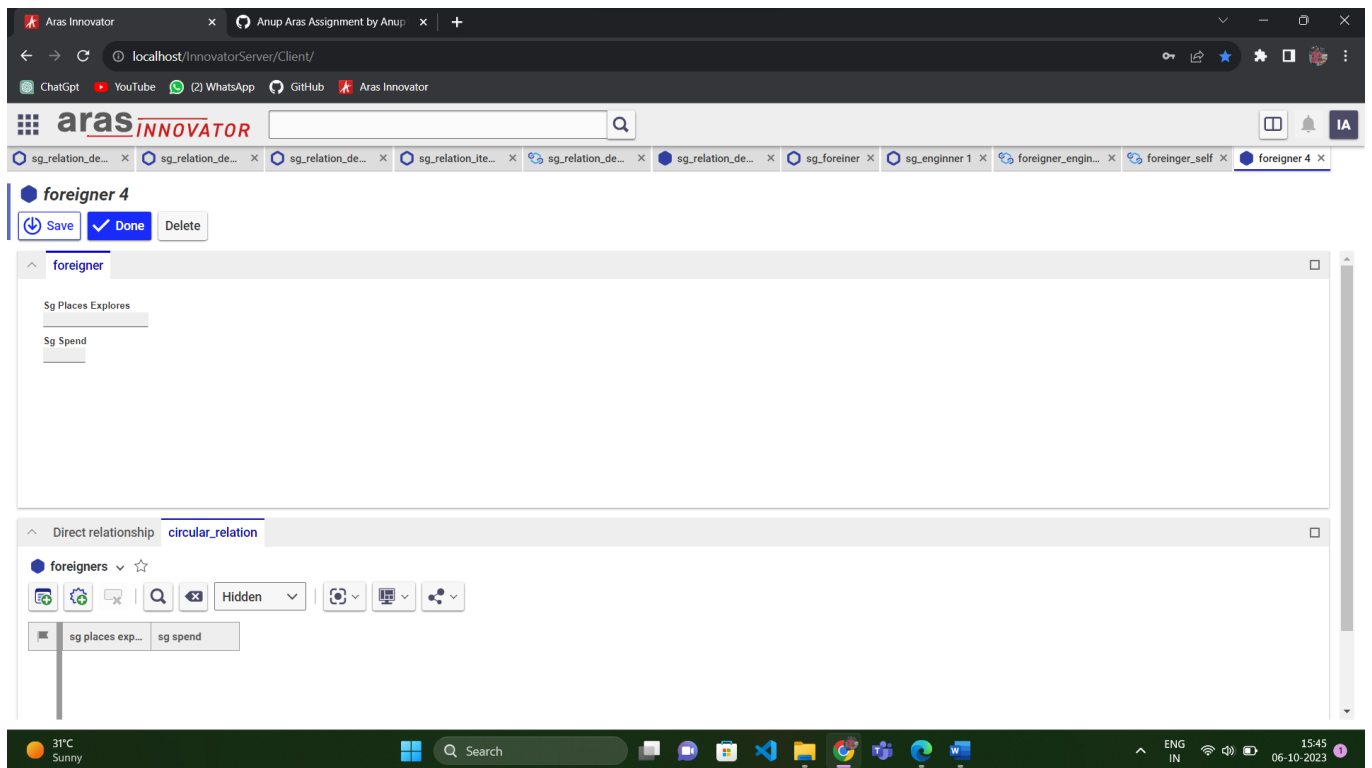 Aras Innovator
Anup Aras Assignment by Anup
localhost/InnovatorServer/Client/
ChatGpt YouTube (2) WhatsApp GitHub Aras Innovator
aras INNOVATOR IA
sg_relation_de... sg_relation_de... sg_relation_de... sg_relation_ite... sg_relation_de... sg_relation_de... sg_foreiner sg_enginner 1 foreigner_engin... foreinger_self foreigner 4
foreigner 4
Save Done Delete
foreigner
Sg Places Explores
Sg Spend
Direct relationship circular_relation
foreigners
Hidden
sg places exp... sg spend
31°C
Sunny
Search
ENG
IN
15:45
06-10-2023
1